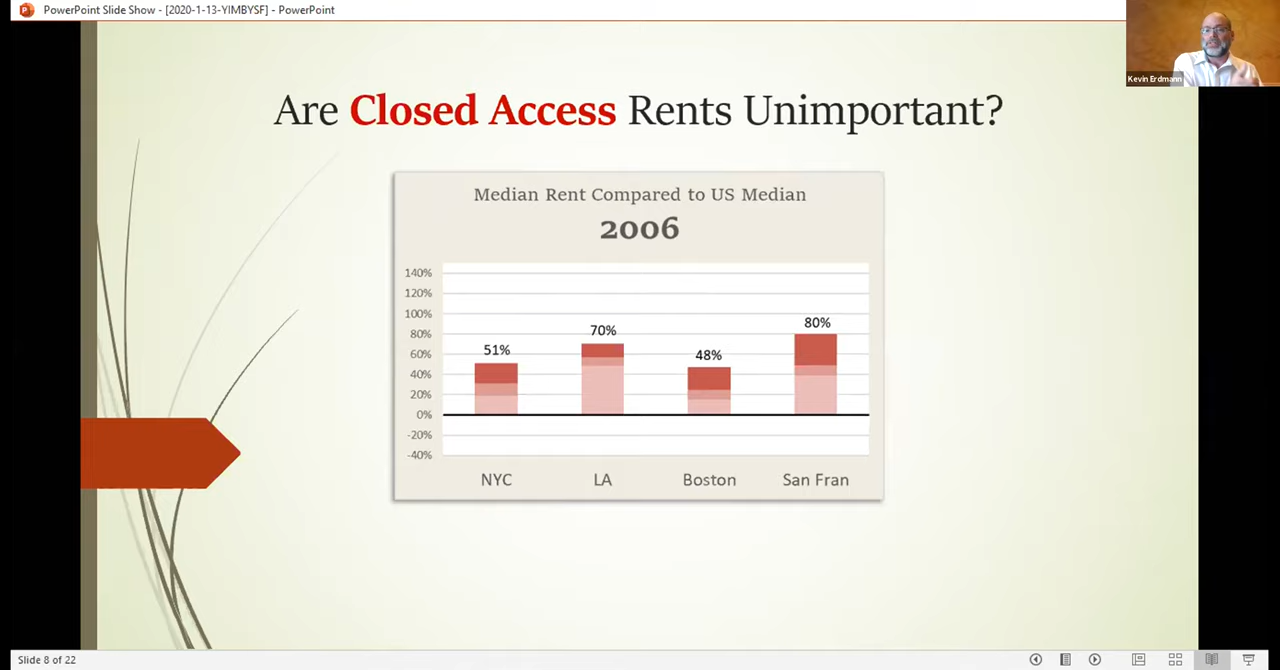 PowerPoint Slide Show - [2020-1-13-YIMBYSF] - PowerPoint
Kevin Erdmann
Are Closed Access Rents Unimportant?
Median Rent Compared to US Median
2006
140%
120%
100%
80%
60%
40%
20%
0%
-20%
-40%
51%
70%
48%
80%
NYC
LA
Boston
San Fran
Slide 8 of 22